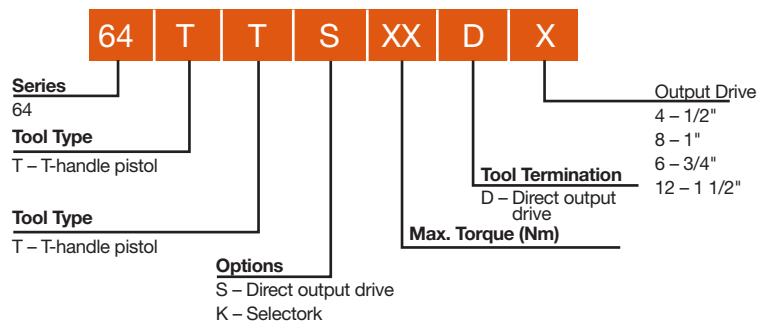 64 T T S XX D X
Series
64
Tool Type
T – T-handle pistol
Tool Type
T – T-handle pistol
Options
S – Direct output drive
K – Selectork
Max. Torque (Nm)
Tool Termination
D – Direct output
drive
Output Drive
4 – 1/2"
8 – 1"
6 – 3/4"
12 – 1 1/2"